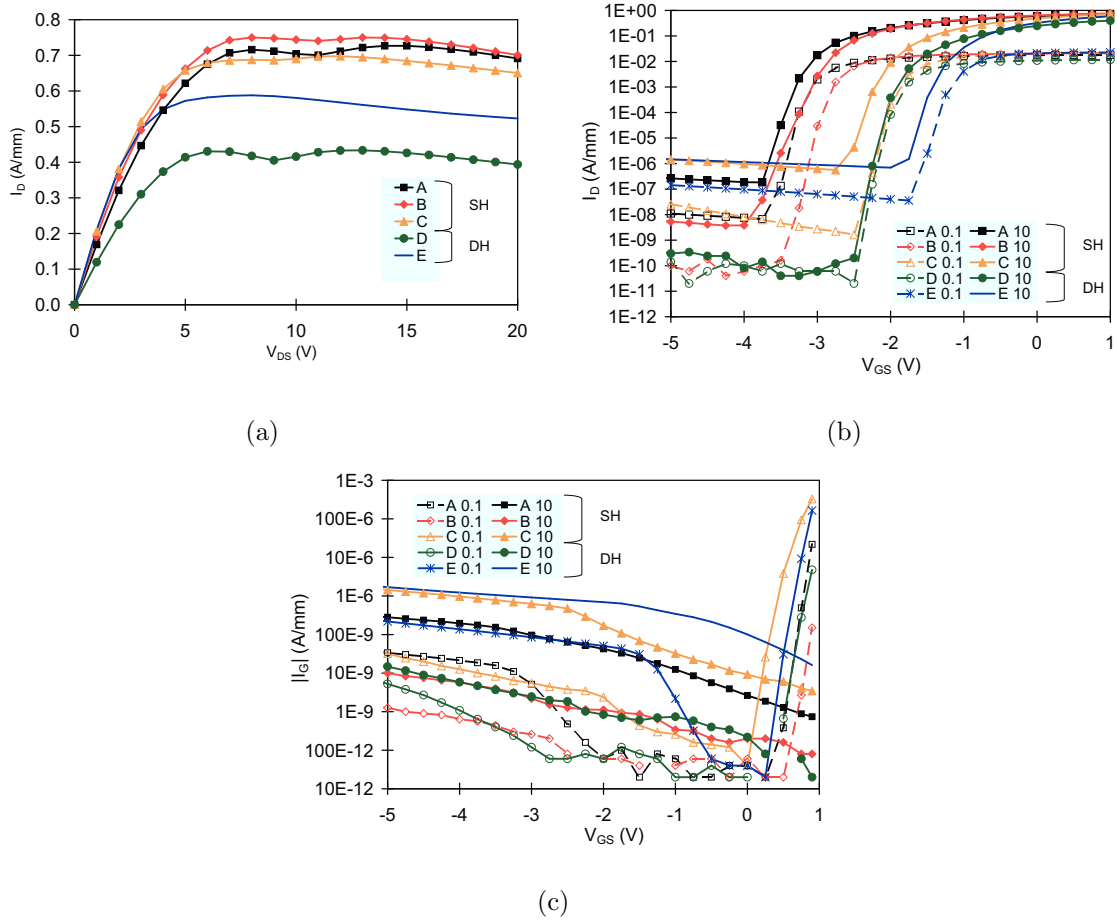 0.8
0.7
0.6
0.5
0.4
0.3
0.2
0.1
0.0
I_D (A/mm)
0 5 10 15 20
V_DS (V)
A
B
C
D
E
SH
DH
(a)
1E+00
1E-01
1E-02
1E-03
1E-04
1E-05
1E-06
1E-07
1E-08
1E-09
1E-10
1E-11
1E-12
I_D (A/mm)
-5 -4 -3 -2 -1 0 1
V_GS (V)
A 0.1 A 10
B 0.1 B 10
C 0.1 C 10
D 0.1 D 10
E 0.1 E 10
SH
DH
(b)
1E-3
100E-6
10E-6
1E-6
100E-9
10E-9
1E-9
100E-12
10E-12
|I_G| (A/mm)
-5 -4 -3 -2 -1 0 1
V_GS (V)
A 0.1 A 10
B 0.1 B 10
C 0.1 C 10
D 0.1 D 10
E 0.1 E 10
SH
DH
(c)